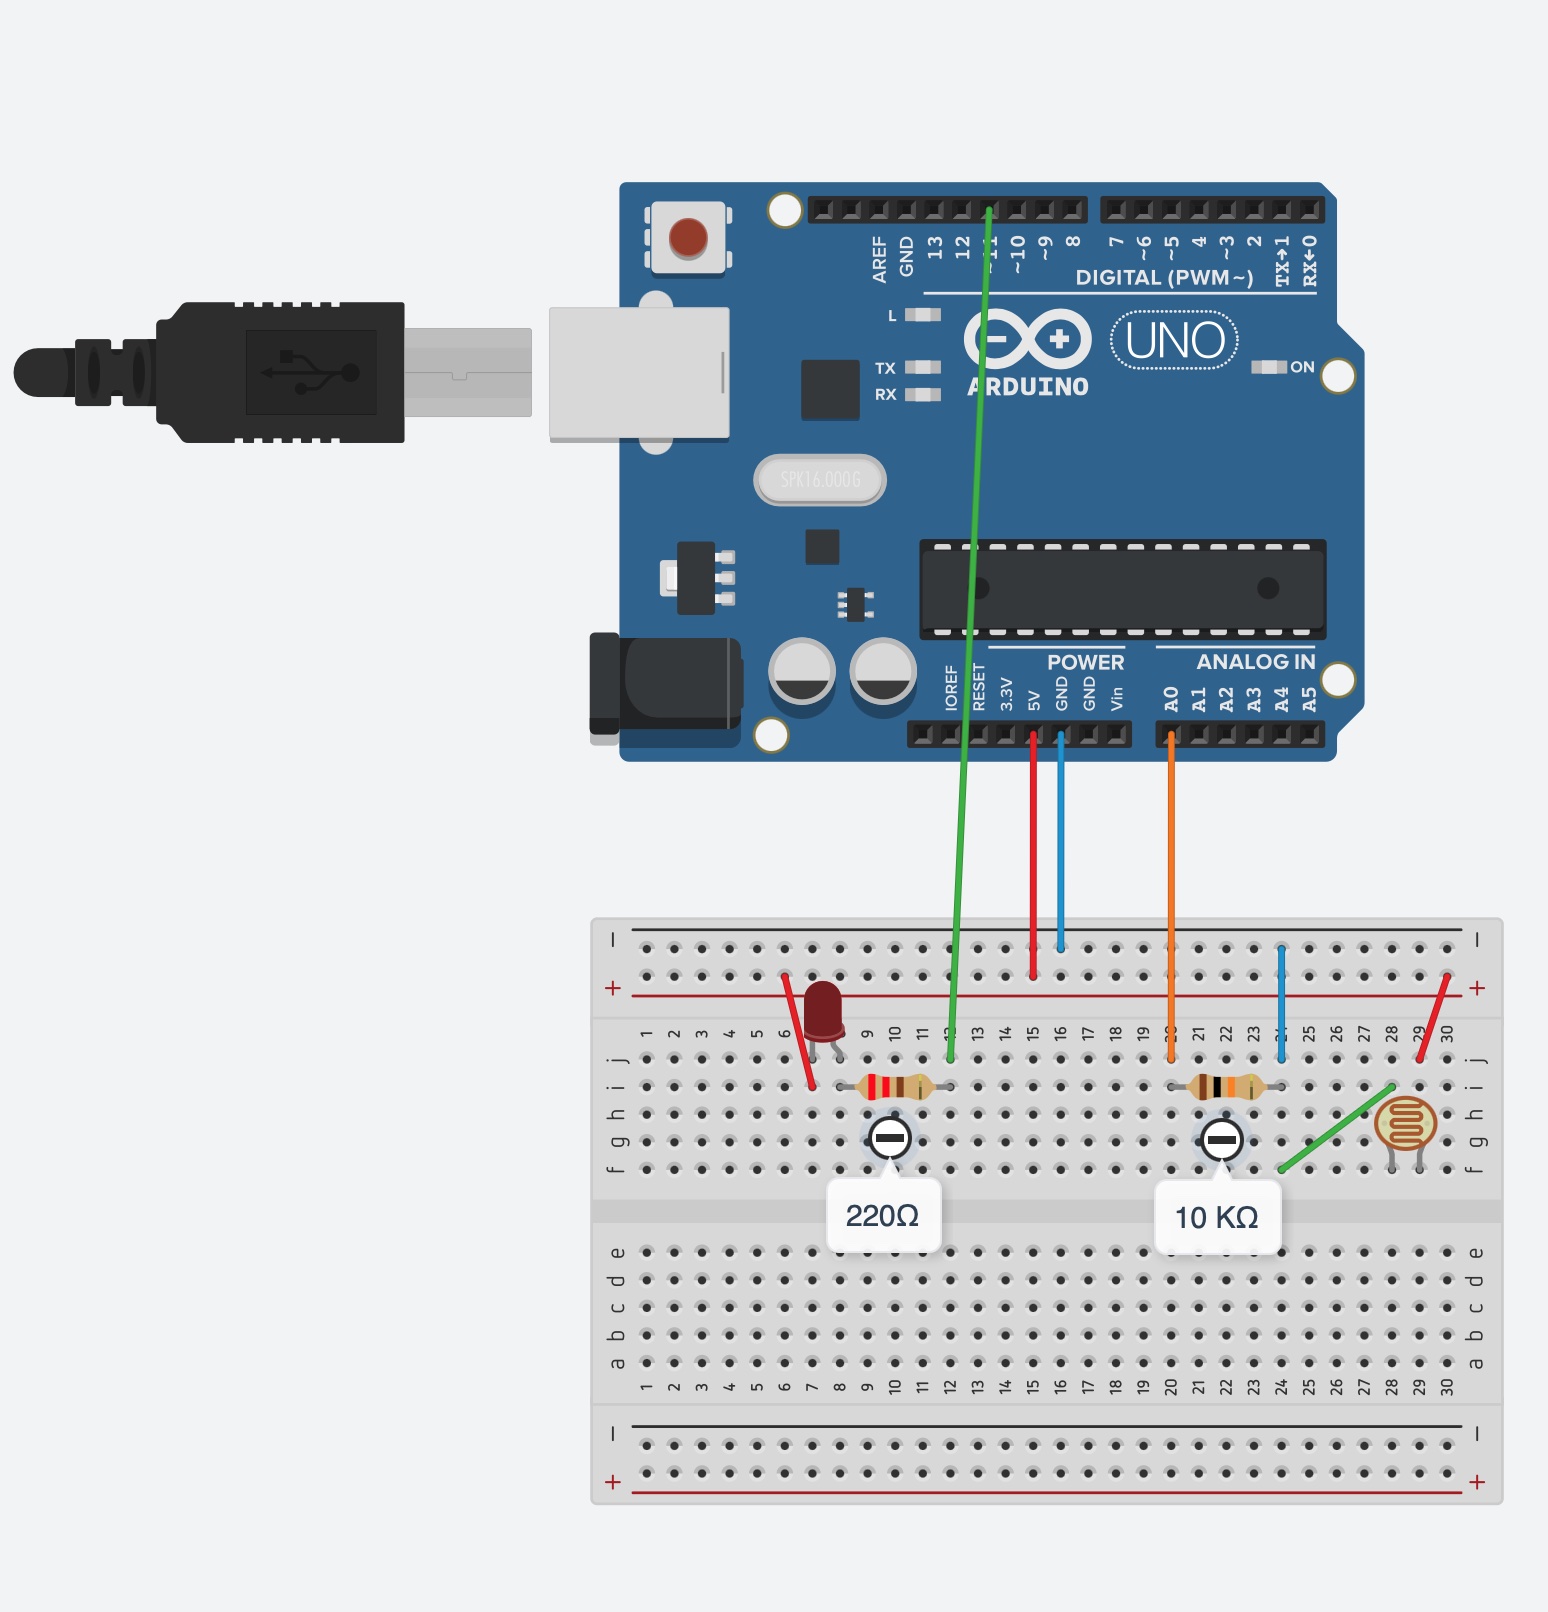 AREF
GND
13
12
~11
~10
~9
8
7
~6
~5
4
~3
2
TX→1
RX←0
DIGITAL (PWM~)
L
TX
RX
ARDUINO
UNO
ON
SPK16.000G
POWER
ANALOG IN
IOREF
RESET
3.3V
5V
GND
GND
Vin
A0
A1
A2
A3
A4
A5
1 2 3 4 5 6 9 10 11 12 13 14 15 16 17 18 19 20 21 22 23 24 25 26 27 28 29 30
j j
i i
h h
g g
f f
220Ω
10 KΩ
e e
d d
c c
b b
a a
1 2 3 4 5 6 7 8 9 10 11 12 13 14 15 16 17 18 19 20 21 22 23 24 25 26 27 28 29 30